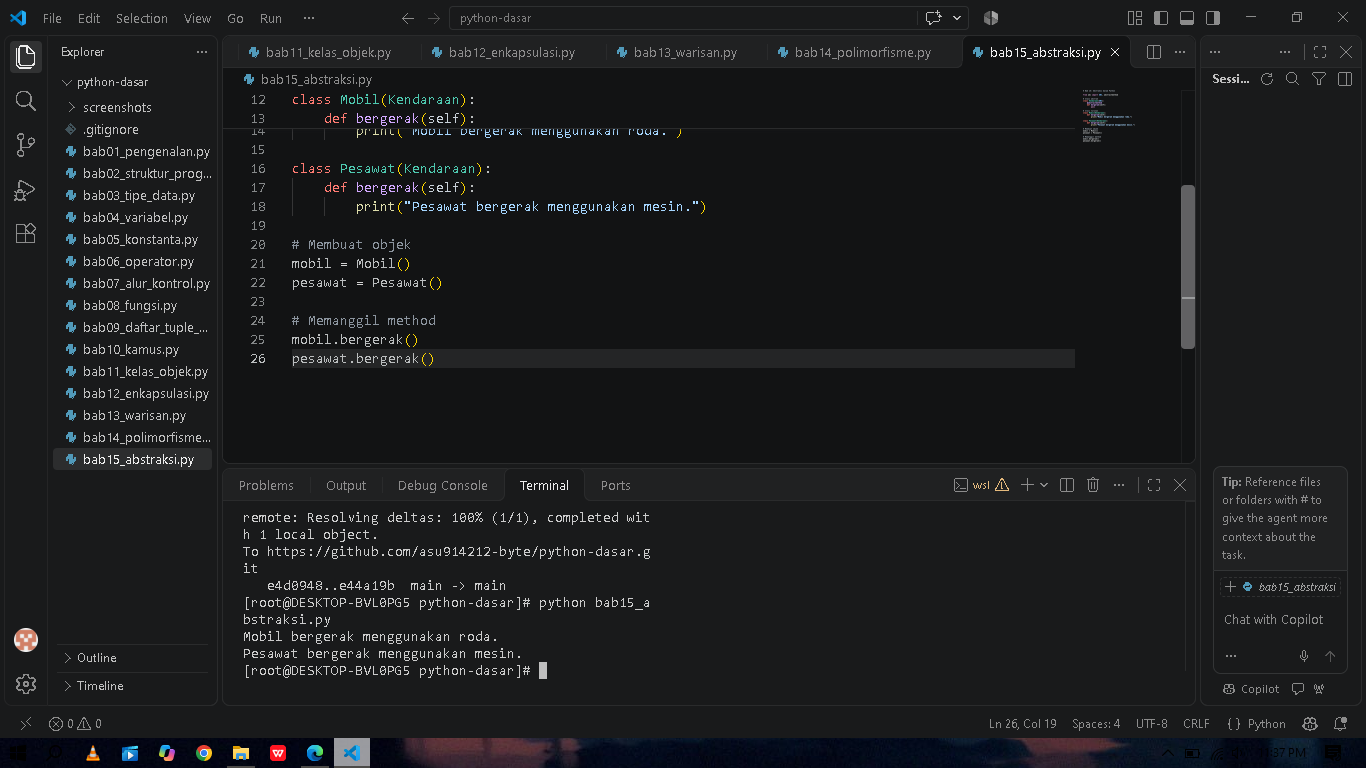 File Edit Selection View Go Run ···
python-dasar
Explorer
python-dasar
screenshots
.gitignore
bab01_pengenalan.py
bab02_struktur_prog...
bab03_tipe_data.py
bab04_variabel.py
bab05_konstanta.py
bab06_operator.py
bab07_alur_kontrol.py
bab08_fungsi.py
bab09_daftar_tuple_...
bab10_kamus.py
bab11_kelas_objek.py
bab12_enkapsulasi.py
bab13_warisan.py
bab14_polimorfisme...
bab15_abstraksi.py
Outline
Timeline
bab11_kelas_objek.py bab12_enkapsulasi.py bab13_warisan.py bab14_polimorfisme.py bab15_abstraksi.py
bab15_abstraksi.py
12 class Mobil(Kendaraan):
13 def bergerak(self):
14 print("Mobil bergerak menggunakan roda.")
15
16 class Pesawat(Kendaraan):
17 def bergerak(self):
18 print("Pesawat bergerak menggunakan mesin.")
19
20 # Membuat objek
21 mobil = Mobil()
22 pesawat = Pesawat()
23
24 # Memanggil method
25 mobil.bergerak()
26 pesawat.bergerak()
Problems Output Debug Console Terminal Ports
wsl
remote: Resolving deltas: 100% (1/1), completed wit
h 1 local object.
To https://github.com/asu914212-byte/python-dasar.g
it
e4d0948..e44a19b main -> main
[root@DESKTOP-BVL0PG5 python-dasar]# python bab15_a
bstraksi.py
Mobil bergerak menggunakan roda.
Pesawat bergerak menggunakan mesin.
[root@DESKTOP-BVL0PG5 python-dasar]#
Sessi...
Tip: Reference files
or folders with # to
give the agent more
context about the
task.
bab15_abstraksi
Chat with Copilot
Copilot
0 0
Ln 26, Col 19 Spaces: 4 UTF-8 CRLF {} Python